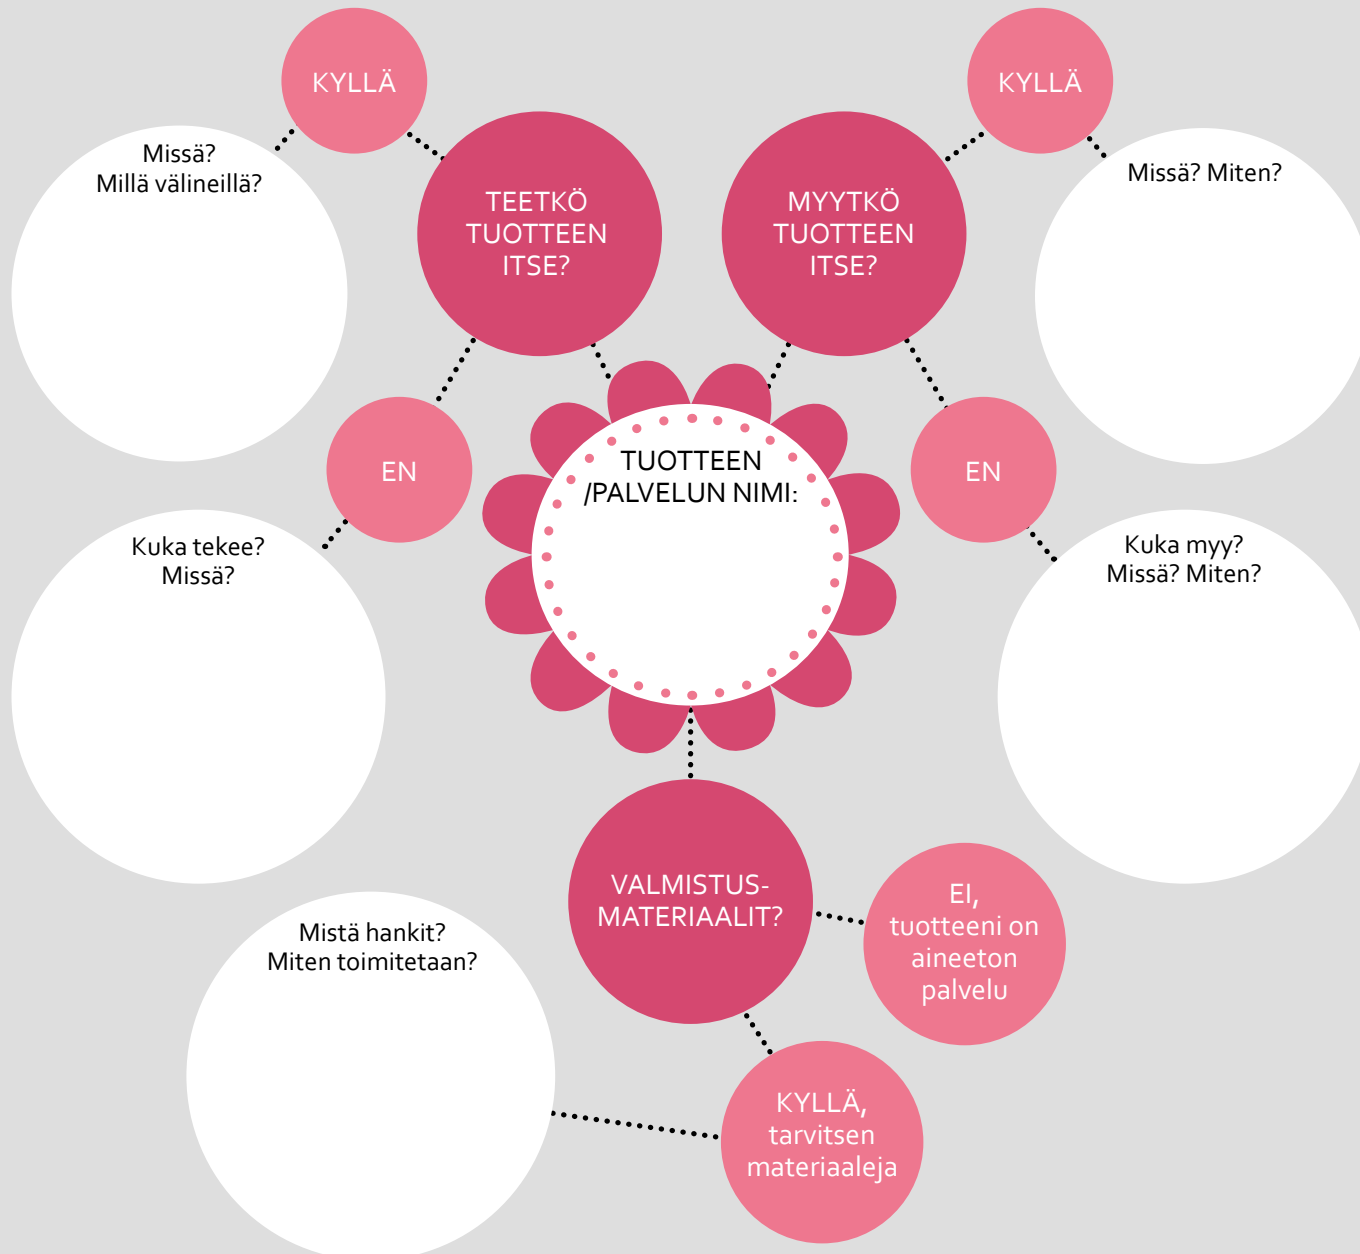 KYLLÄ
KYLLÄ
Missä?
Millä välineillä?
TEETKÖ
TUOTTEEN
ITSE?
MYYTKÖ
TUOTTEEN
ITSE?
Missä? Miten?
EN
TUOTTEEN
/PALVELUN NIMI:
EN
Kuka tekee?
Missä?
Kuka myy?
Missä? Miten?
VALMISTUS-
MATERIAALIT?
EI,
tuotteeni on
aineeton
palvelu
Mistä hankit?
Miten toimitetaan?
KYLLÄ,
tarvitsen
materiaaleja